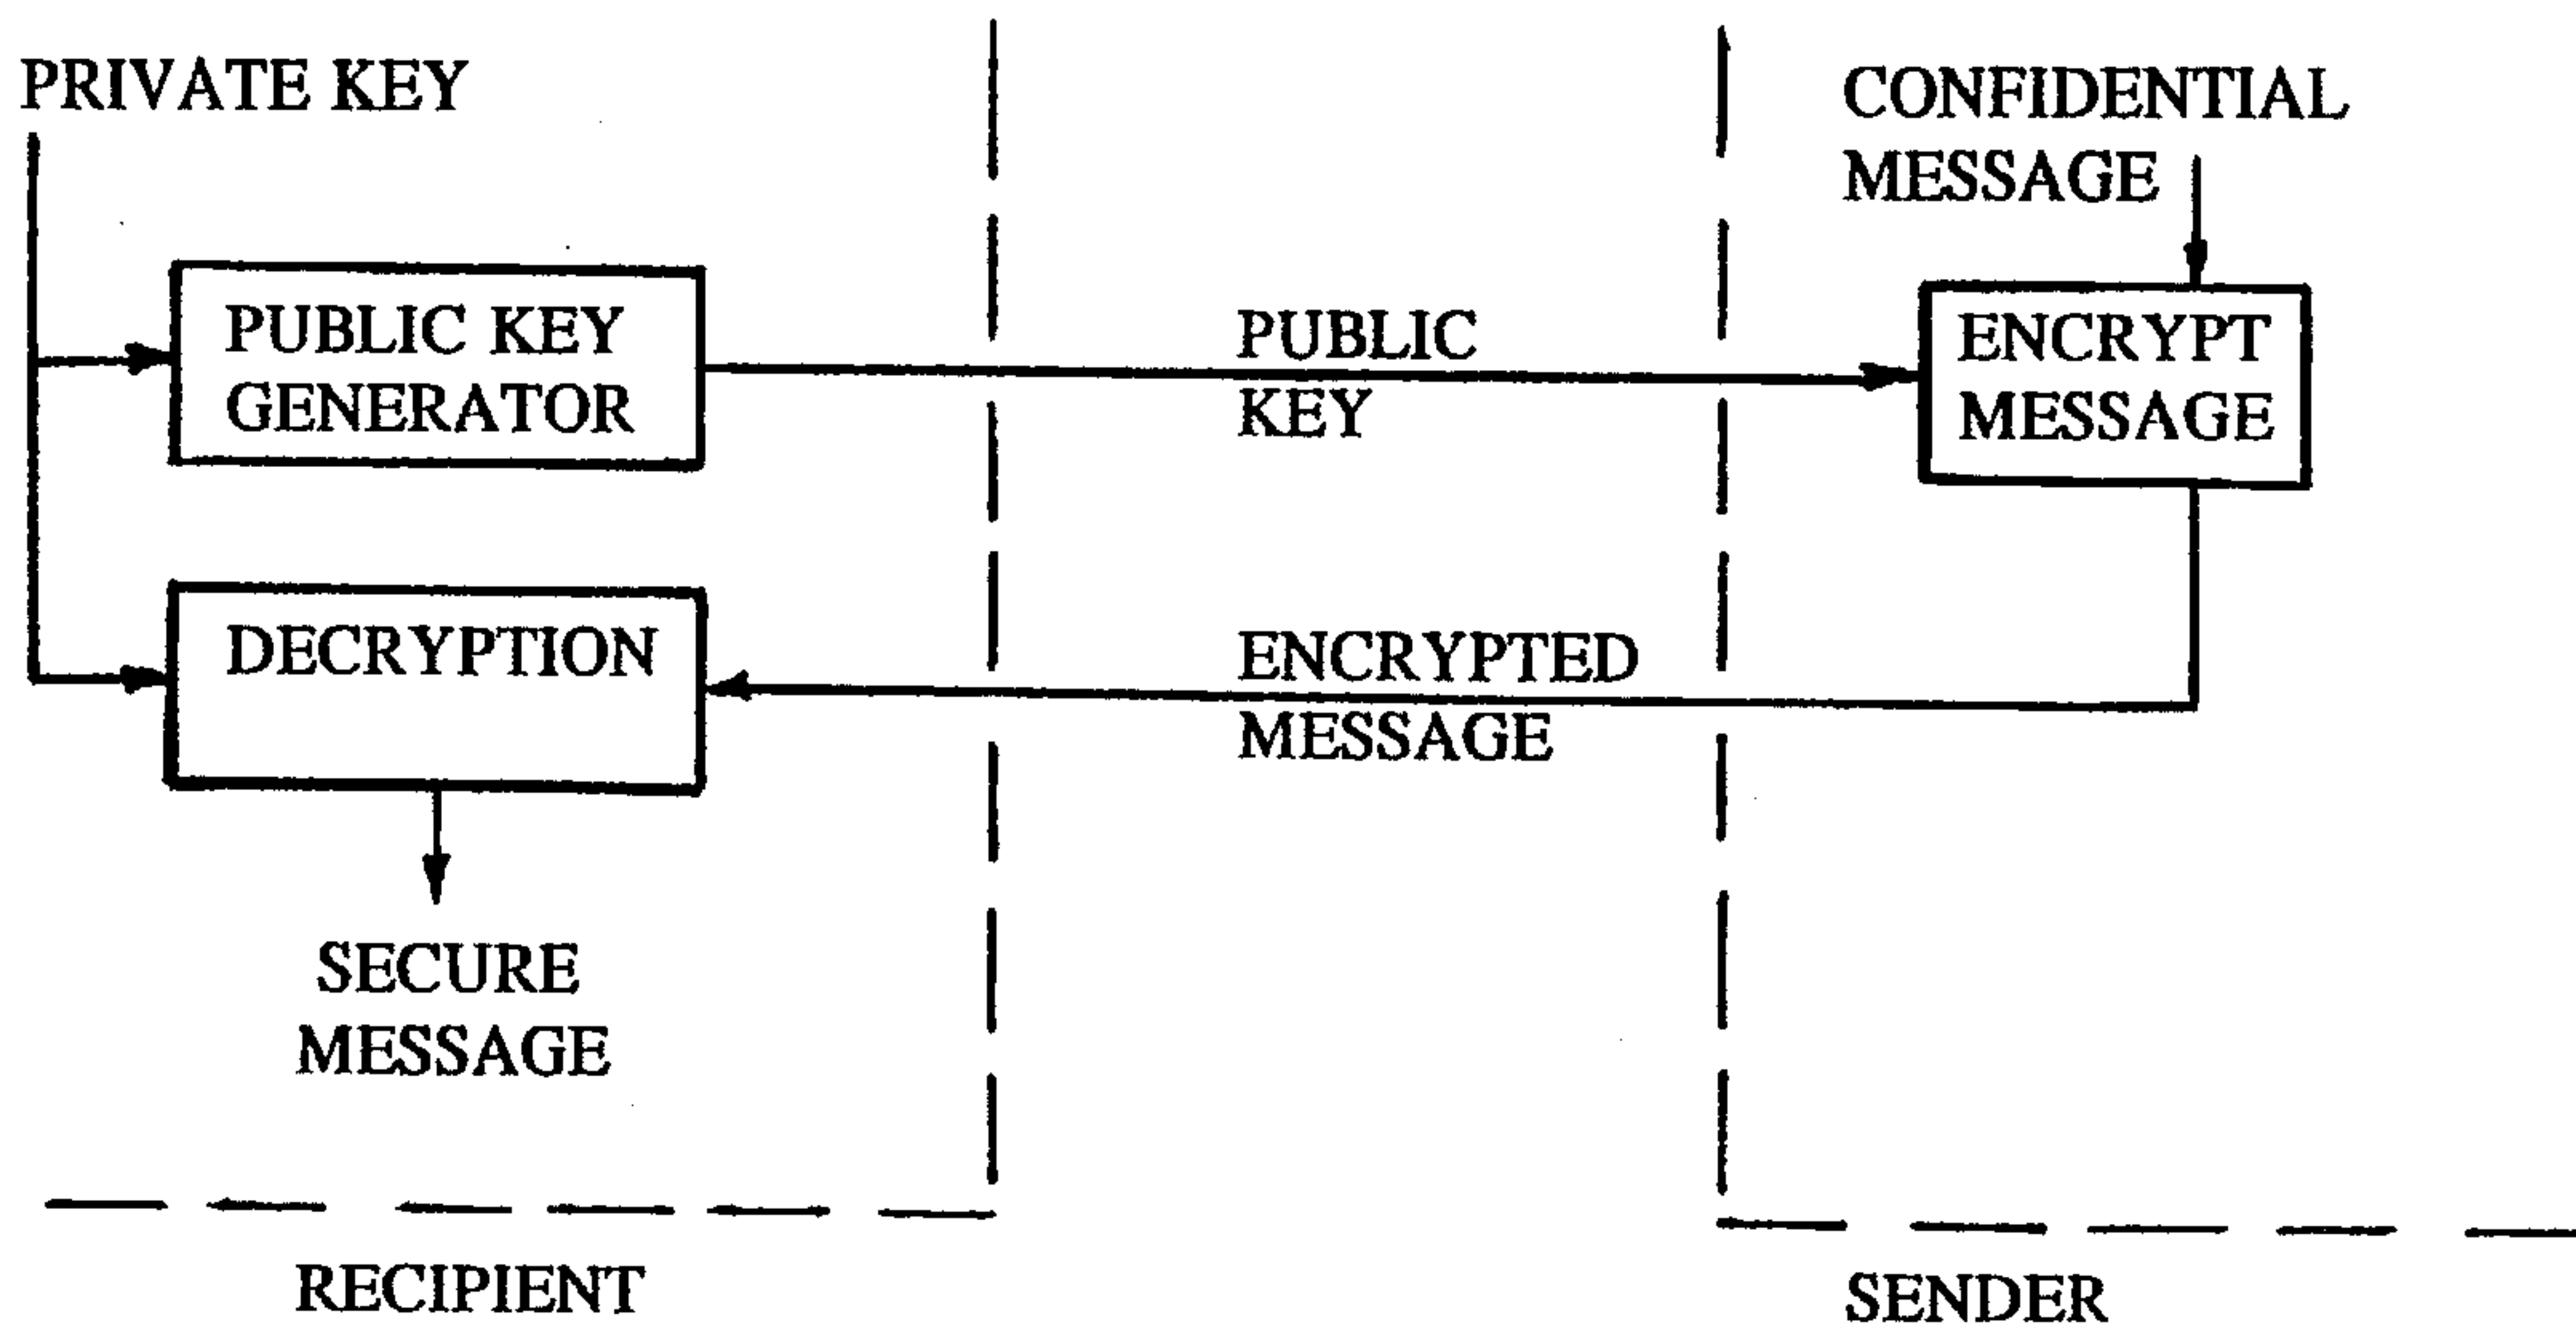 PRIVATE KEY
CONFIDENTIAL
MESSAGE
PUBLIC KEY
GENERATOR
PUBLIC
KEY
ENCRYPT
MESSAGE
DECRYPTION
ENCRYPTED
MESSAGE
SECURE
MESSAGE
RECIPIENT
SENDER